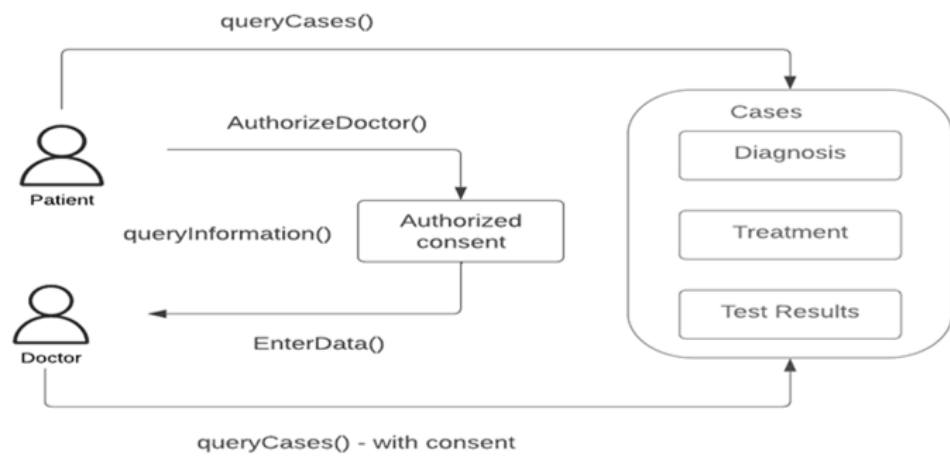 queryCases()
Cases
AuthorizeDoctor()
Diagnosis
Patient
Authorized
consent
queryInformation()
Treatment
Test Results
EnterData()
Doctor
queryCases() - with consent